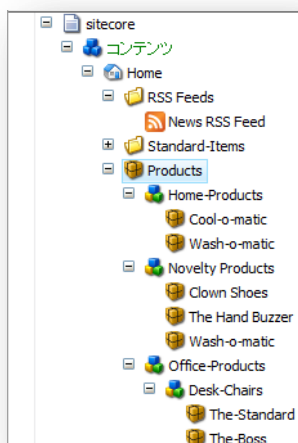 sitecore
コンテンツ
Home
RSS Feeds
News RSS Feed
Standard-Items
Products
Home-Products
Cool-o-matic
Wash-o-matic
Novelty Products
Clown Shoes
The Hand Buzzer
Wash-o-matic
Office-Products
Desk-Chairs
The-Standard
The-Boss